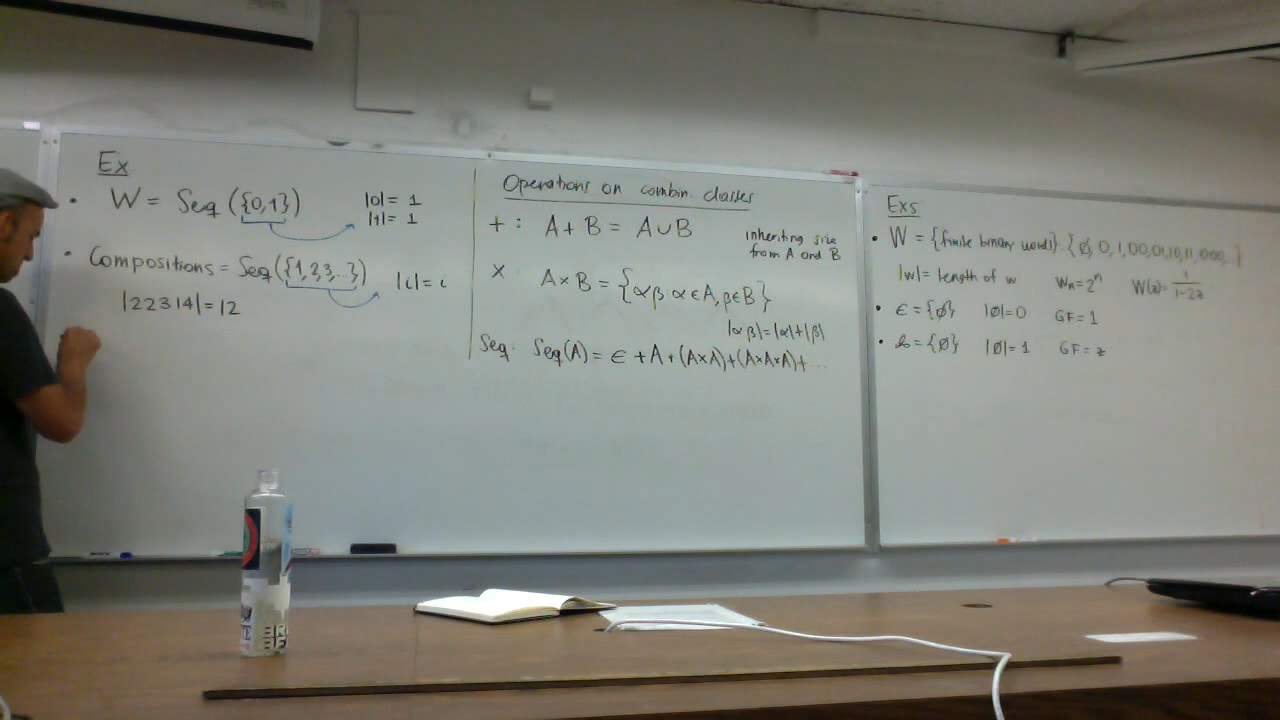 Ex
• W = Seq ({0,1})
|0| = 1
|1| = 1
• Compositions = Seq ({1,2,3,...})
|i| = i
|22314| = 12
Operations on combin. classes
+ : A + B = A ∪ B
inheriting size
from A and B
× A × B = {αβ : α ∈ A, β ∈ B}
|αβ| = |α| + |β|
Seq: Seq(A) = ε + A + (A×A) + (A×A×A) + ...
Exs
• W = {finite binary words} = {∅, 0, 1, 00, 01, 10, 11, 000, ...}
|w| = length of w Wn = 2^n W(z) = 1/(1-2z)
• ε = {∅} |∅| = 0 GF = 1
• = {∅} |∅| = 1 GF = z